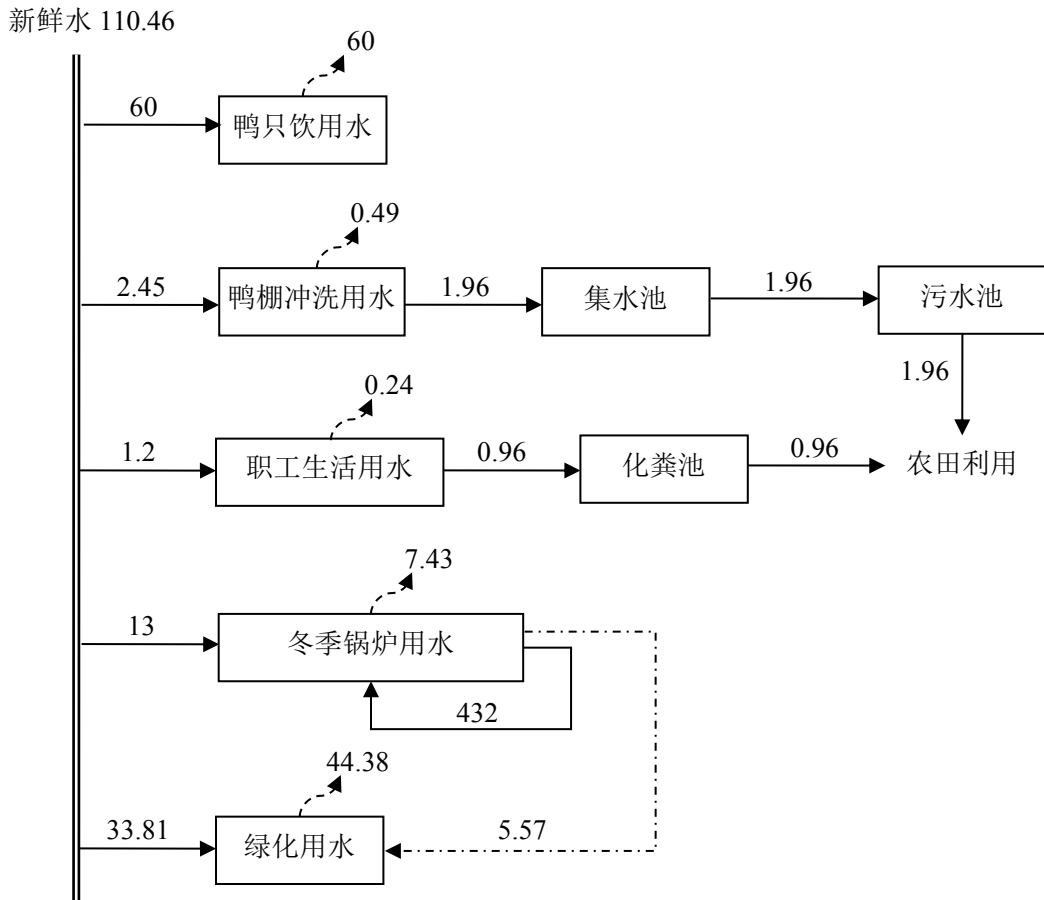 新鲜水 110.46
60
60
鸭只饮用水
0.49
2.45
鸭棚冲洗用水
1.96
集水池
1.96
污水池
1.96
0.24
1.2
职工生活用水
0.96
化粪池
0.96
农田利用
7.43
13
冬季锅炉用水
432
44.38
33.81
绿化用水
5.57